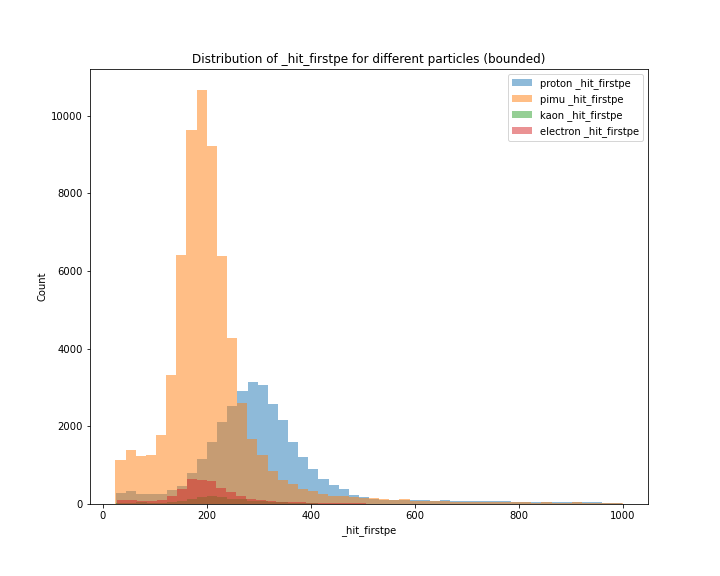 Distribution of _hit_firstpe for different particles (bounded)
proton _hit_firstpe
pimu _hit_firstpe
kaon _hit_firstpe
electron _hit_firstpe
Count
10000
8000
6000
4000
2000
0
0 200 400 600 800 1000
_hit_firstpe